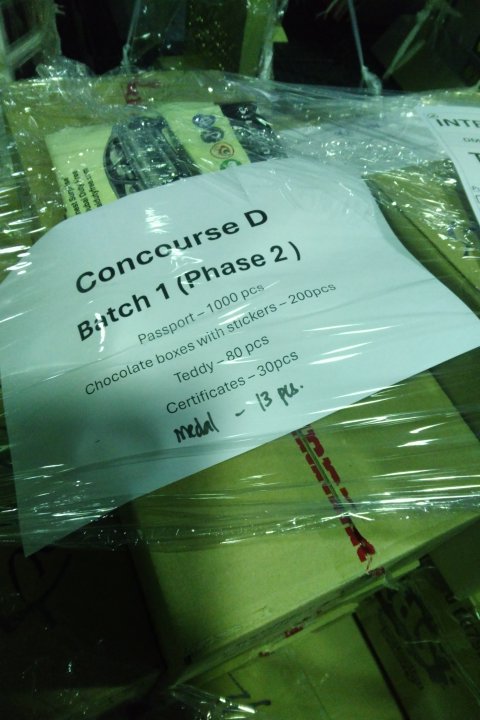 Concourse D
Batch 1 (Phase 2)
Passport – 1000 pcs
Chocolate boxes with stickers – 200pcs
Teddy – 80 pcs
Certificates – 30pcs
medal – 13 pcs.
INTE